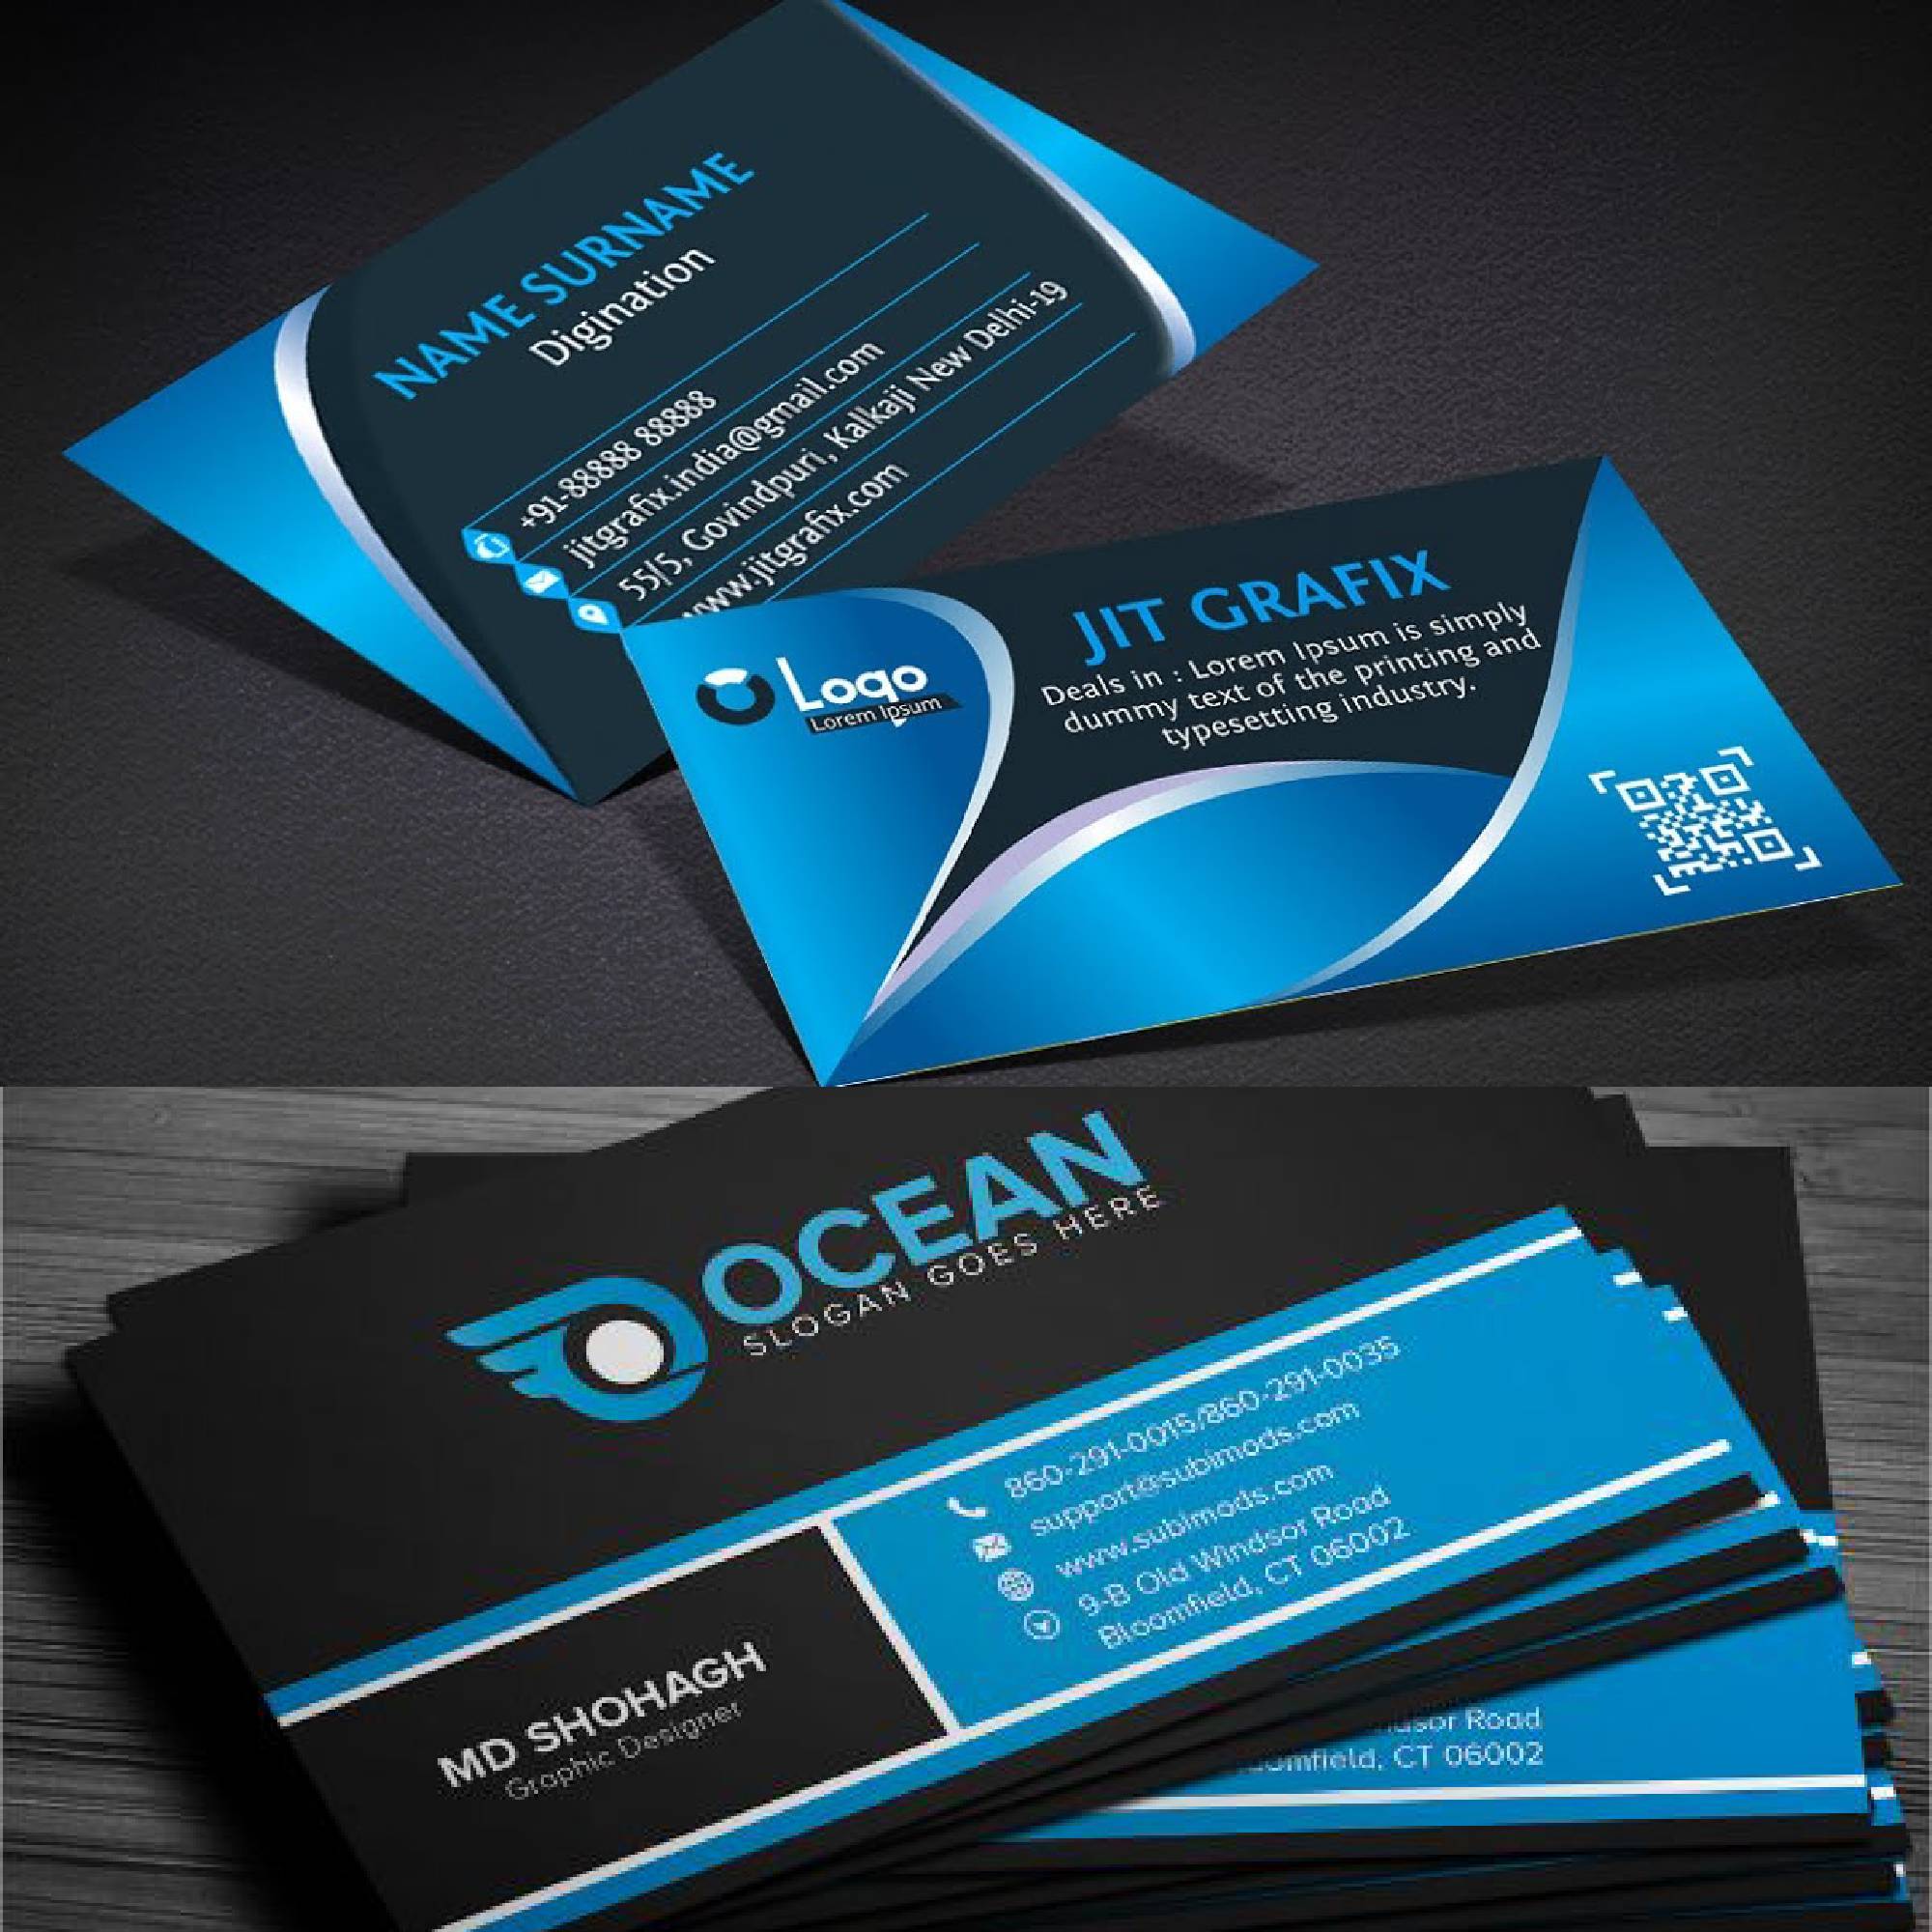 NAME SURNAME
Digination
+91-88888 88888
jitgrafix.india@gmail.com
55/5, Govindpuri, Kalkaji New Delhi-19
www.jitgrafix.com
Logo
Lorem Ipsum
JIT GRAFIX
Deals in : Lorem Ipsum is simply
dummy text of the printing and
typesetting industry.
OCEAN
SLOGAN GOES HERE
860-291-0015/860-291-0035
support@subimods.com
www.subimods.com
9-B Old Windsor Road
Bloomfield, CT 06002
MD SHOHAGH
Graphic Designer
Road
CT 06002